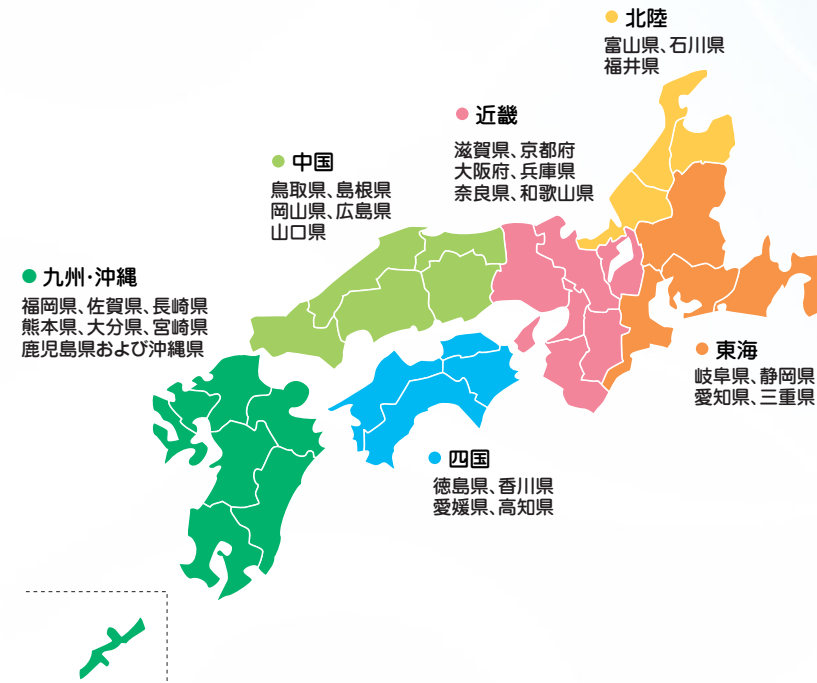 北陸
富山県、石川県
福井県
近畿
滋賀県、京都府
大阪府、兵庫県
奈良県、和歌山県
中国
鳥取県、島根県
岡山県、広島県
山口県
九州・沖縄
福岡県、佐賀県、長崎県
熊本県、大分県、宮崎県
鹿児島県および沖縄県
東海
岐阜県、静岡県
愛知県、三重県
四国
徳島県、香川県
愛媛県、高知県